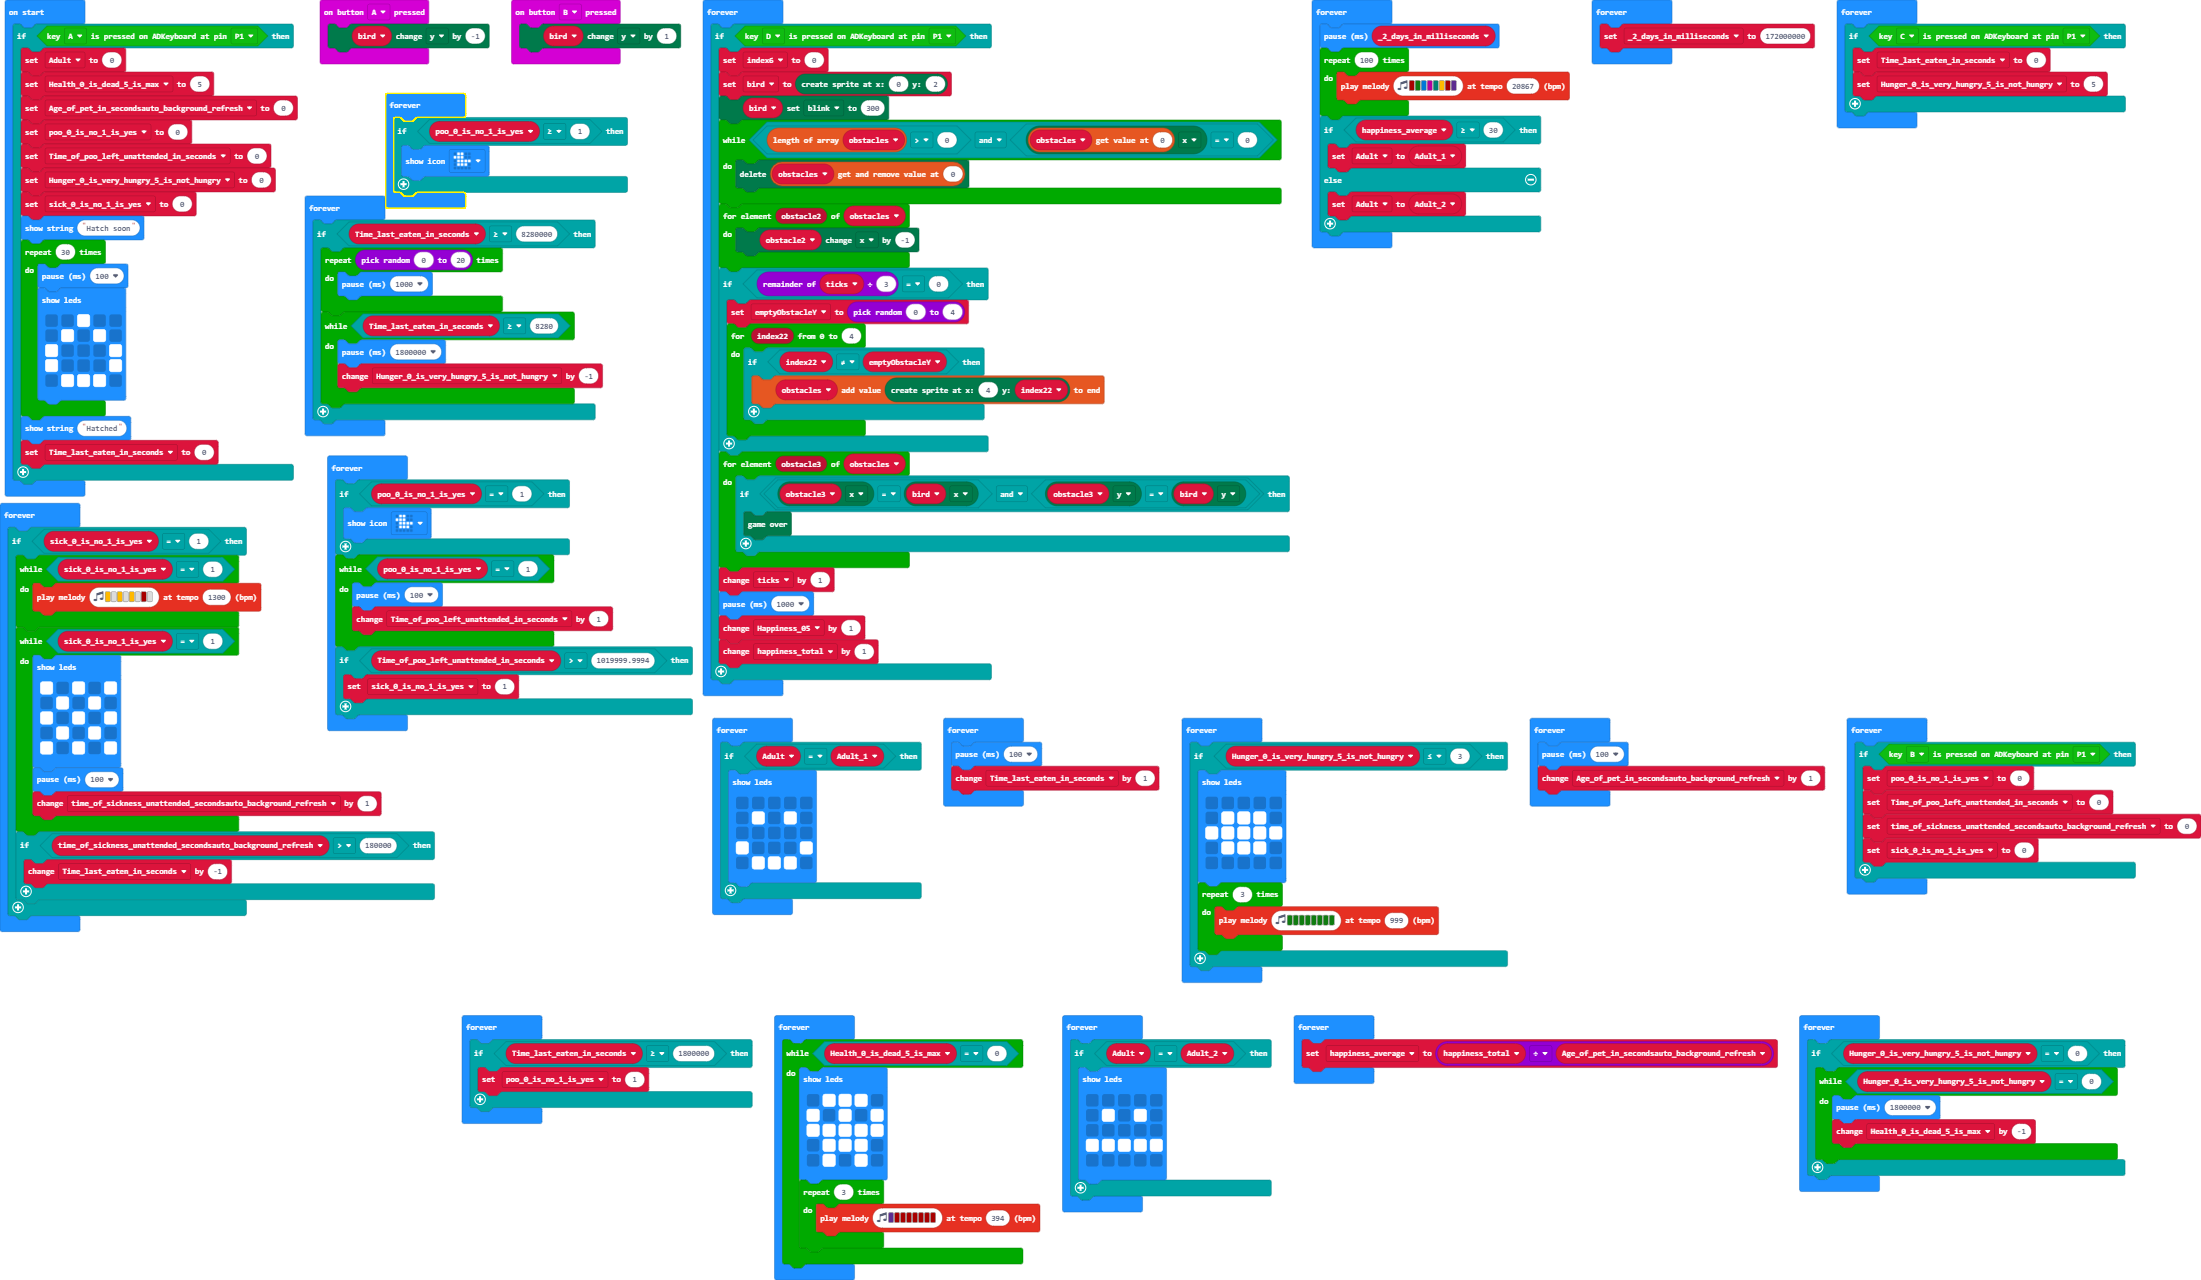 on start
if key A is pressed on ADKeyboard at pin P1 then
set Adult to 0
set Health_0_is_dead_5_is_max to 5
set Age_of_pet_in_secondsauto_background_refresh to 0
set poo_0_is_no_1_is_yes to 0
set Time_of_poo_left_unattended_in_seconds to 0
set Hunger_0_is_very_hungry_5_is_not_hungry to 0
set sick_0_is_no_1_is_yes to 0
show string "Hatch soon"
repeat 30 times
do pause (ms) 100
show leds
show string "Hatched"
set Time_last_eaten_in_seconds to 0
on button A pressed
bird change y by -1
on button B pressed
bird change y by 1
forever
if poo_0_is_no_1_is_yes ≥ 1 then
show icon
forever
if Time_last_eaten_in_seconds ≥ 8280000 then
repeat pick random 0 to 20 times
do pause (ms) 1000
while Time_last_eaten_in_seconds ≥ 8280
do pause (ms) 1800000
change Hunger_0_is_very_hungry_5_is_not_hungry by -1
forever
if poo_0_is_no_1_is_yes = 1 then
show icon
while poo_0_is_no_1_is_yes = 1
do pause (ms) 100
change Time_of_poo_left_unattended_in_seconds by 1
if Time_of_poo_left_unattended_in_seconds > 1019999.9994 then
set sick_0_is_no_1_is_yes to 1
forever
if sick_0_is_no_1_is_yes = 1 then
while sick_0_is_no_1_is_yes = 1
do play melody at tempo 1300 (bpm)
while sick_0_is_no_1_is_yes = 1
do show leds
pause (ms) 100
change time_of_sickness_unattended_secondsauto_background_refresh by 1
if time_of_sickness_unattended_secondsauto_background_refresh > 180000 then
change Time_last_eaten_in_seconds by -1
forever
if key D is pressed on ADKeyboard at pin P1 then
set index6 to 0
set bird to create sprite at x: 0 y: 2
bird set blink to 300
while length of array obstacles > 0 and obstacles get value at 0 x = 0
do delete obstacles get and remove value at 0
for element obstacle2 of obstacles
do obstacle2 change x by -1
if remainder of ticks ÷ 3 = 0 then
set emptyObstacleY to pick random 0 to 4
for index22 from 0 to 4
do if index22 ≠ emptyObstacleY then
obstacles add value create sprite at x: 4 y: index22 to end
for element obstacle3 of obstacles
do if obstacle3 x = bird x and obstacle3 y = bird y then
game over
change ticks by 1
pause (ms) 1000
change Happiness_05 by 1
change happiness_total by 1
forever
pause (ms) _2_days_in_milliseconds
repeat 100 times
do play melody at tempo 20867 (bpm)
if happiness_average ≥ 30 then
set Adult to Adult_1
else
set Adult to Adult_2
forever
set _2_days_in_milliseconds to 172000000
forever
if key C is pressed on ADKeyboard at pin P1 then
set Time_last_eaten_in_seconds to 0
set Hunger_0_is_very_hungry_5_is_not_hungry to 5
forever
if Adult = Adult_1 then
show leds
forever
pause (ms) 100
change Time_last_eaten_in_seconds by 1
forever
if Hunger_0_is_very_hungry_5_is_not_hungry ≤ 3 then
show leds
repeat 3 times
do play melody at tempo 999 (bpm)
forever
pause (ms) 100
change Age_of_pet_in_secondsauto_background_refresh by 1
forever
if key B is pressed on ADKeyboard at pin P1 then
set poo_0_is_no_1_is_yes to 0
set Time_of_poo_left_unattended_in_seconds to 0
set time_of_sickness_unattended_secondsauto_background_refresh to 0
set sick_0_is_no_1_is_yes to 0
forever
if Time_last_eaten_in_seconds ≥ 1800000 then
set poo_0_is_no_1_is_yes to 1
forever
while Health_0_is_dead_5_is_max = 0
do show leds
repeat 3 times
do play melody at tempo 394 (bpm)
forever
if Adult = Adult_2 then
show leds
forever
set happiness_average to happiness_total ÷ Age_of_pet_in_secondsauto_background_refresh
forever
if Hunger_0_is_very_hungry_5_is_not_hungry = 0 then
while Hunger_0_is_very_hungry_5_is_not_hungry = 0
do pause (ms) 1800000
change Health_0_is_dead_5_is_max by -1